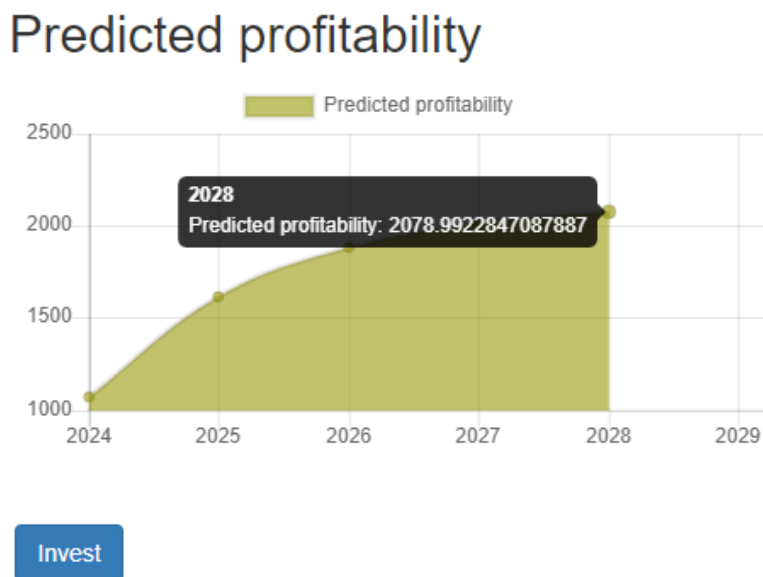 Predicted profitability
Predicted profitability
2500
2028
Predicted profitability: 2078.9922847087887
2000
1500
1000
2024 2025 2026 2027 2028 2029
Invest